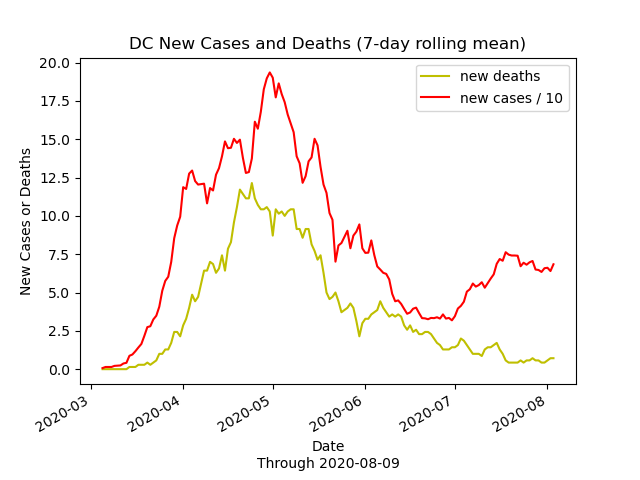 DC New Cases and Deaths (7-day rolling mean)
new deaths
new cases / 10
New Cases or Deaths
20.0
17.5
15.0
12.5
10.0
7.5
5.0
2.5
0.0
2020-03
2020-04
2020-05
2020-06
2020-07
2020-08
Date
Through 2020-08-09